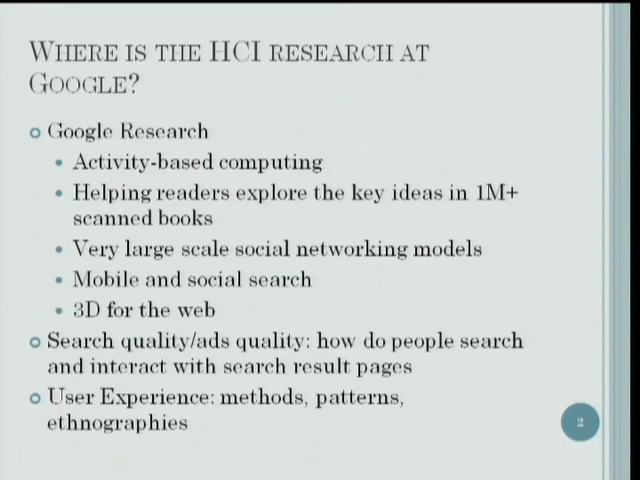 WHERE IS THE HCI RESEARCH AT
GOOGLE?
Google Research
Activity-based computing
Helping readers explore the key ideas in 1M+
scanned books
Very large scale social networking models
Mobile and social search
3D for the web
Search quality/ads quality: how do people search
and interact with search result pages
User Experience: methods, patterns,
ethnographies
2